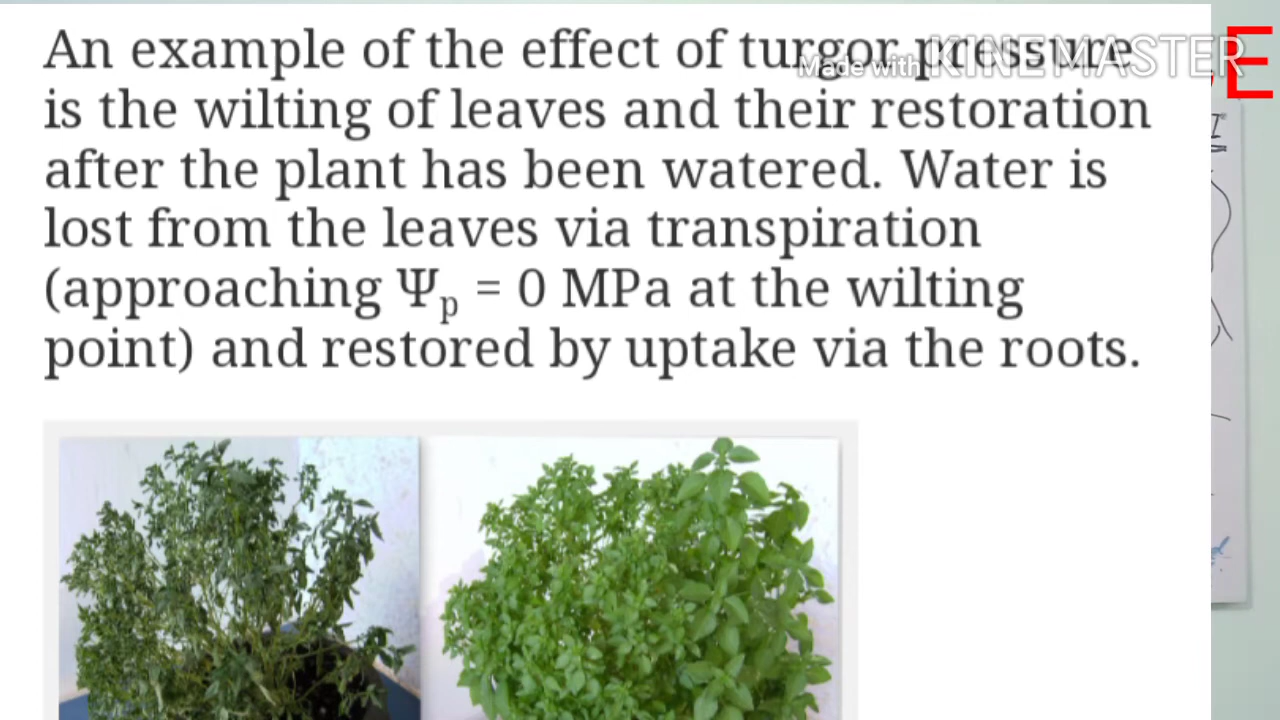 An example of the effect of turgor pressure
is the wilting of leaves and their restoration
after the plant has been watered. Water is
lost from the leaves via transpiration
(approaching Ψp = 0 MPa at the wilting
point) and restored by uptake via the roots.
Made with KINEMASTER
E